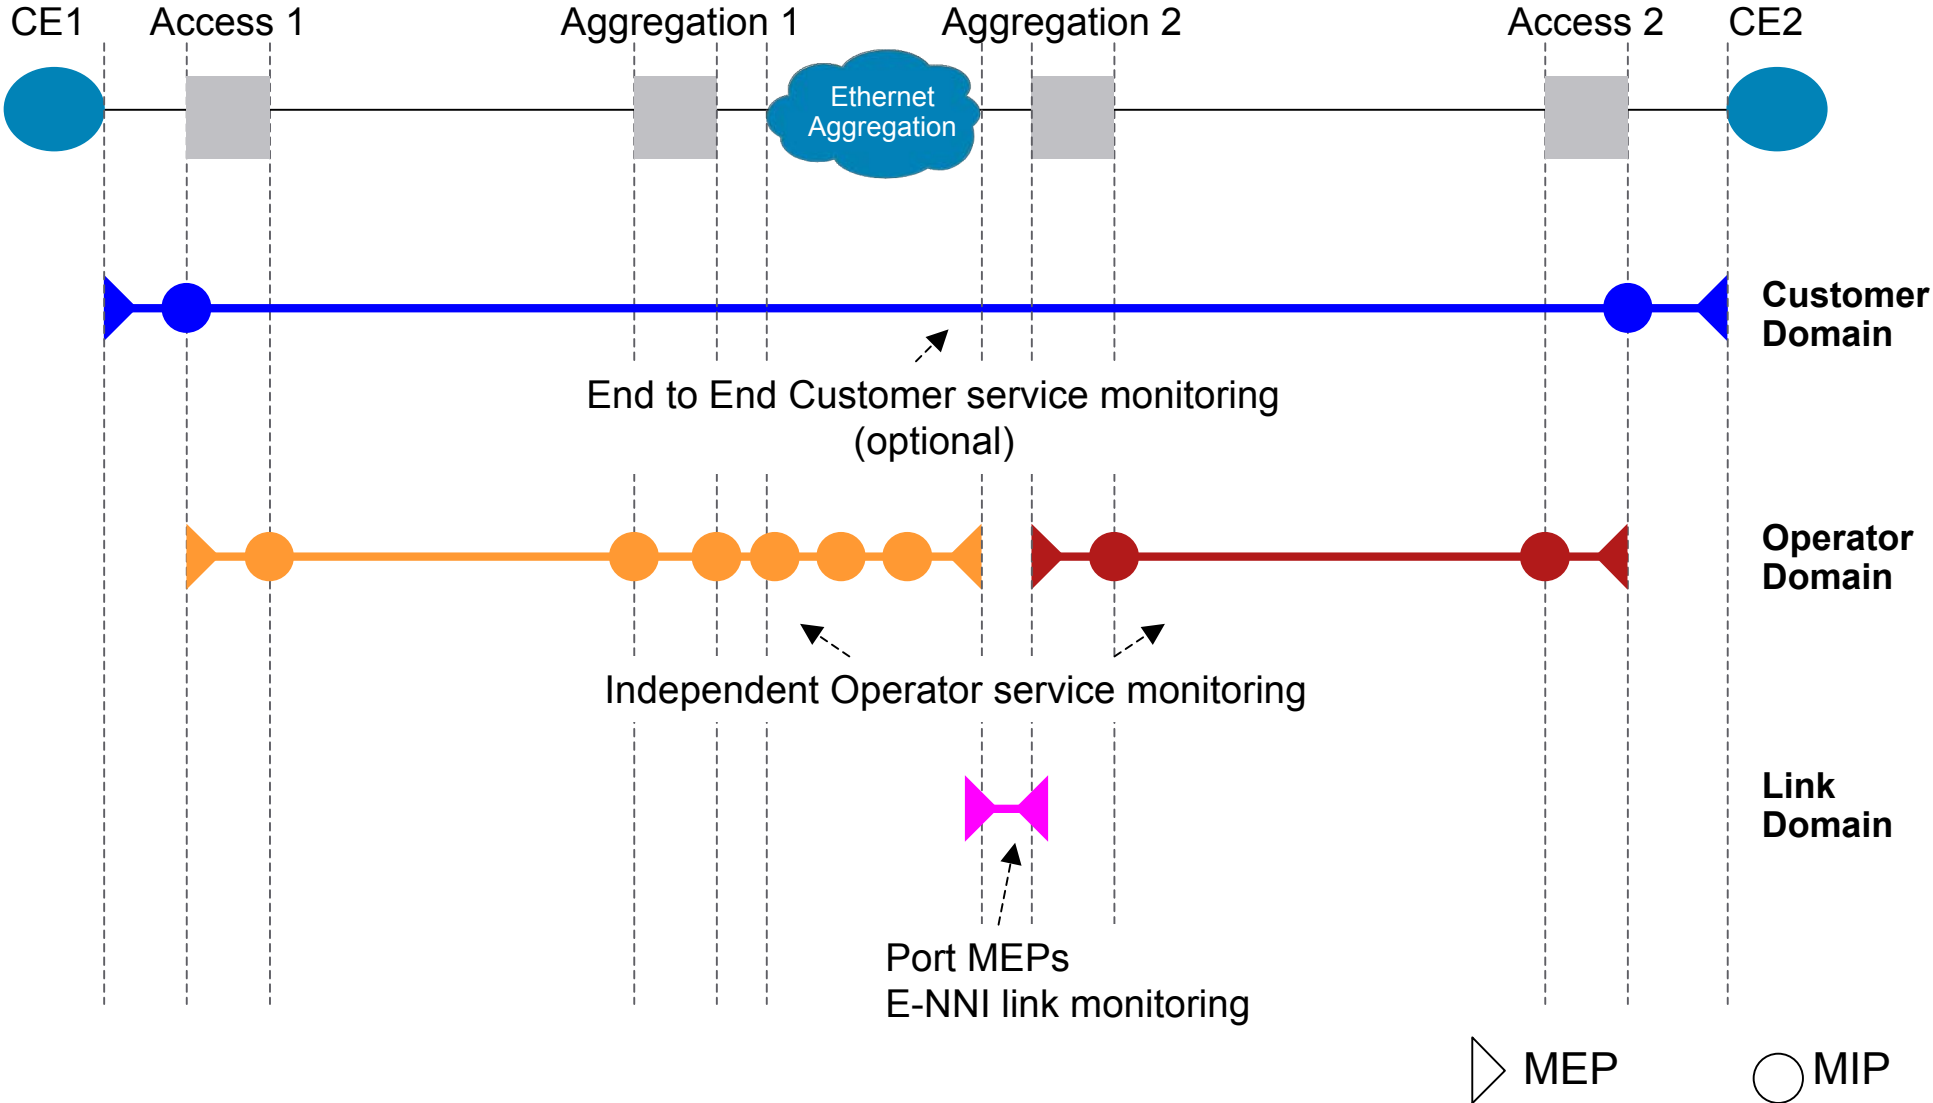 CE1
Access 1
Aggregation 1
Aggregation 2
Access 2
CE2
Ethernet
Aggregation
Customer
Domain
End to End Customer service monitoring
(optional)
Operator
Domain
Independent Operator service monitoring
Link
Domain
Port MEPs
E-NNI link monitoring
MEP
MIP